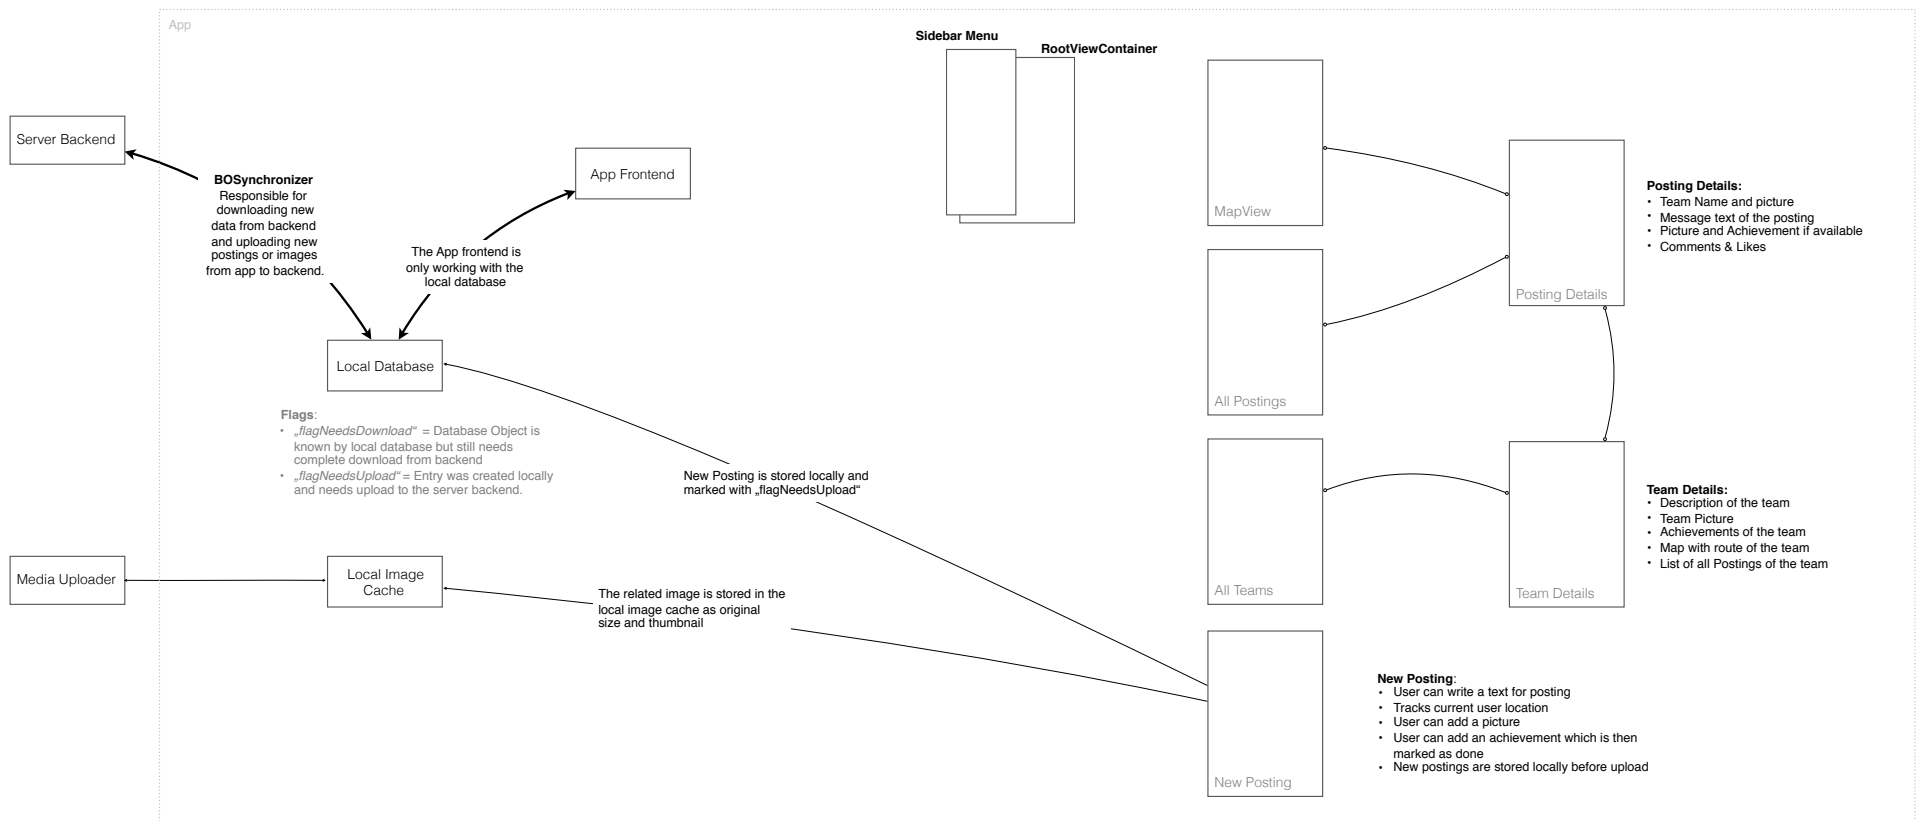 App
Sidebar Menu
RootViewContainer
Server Backend
BOSynchronizer
Responsible for
downloading new
data from backend
and uploading new
postings or images
from app to backend.
App Frontend
The App frontend is
only working with the
local database
Local Database
Flags:
• „flagNeedsDownload“ = Database Object is
known by local database but still needs
complete download from backend
• „flagNeedsUpload“ = Entry was created locally
and needs upload to the server backend.
New Posting is stored locally and
marked with „flagNeedsUpload“
Media Uploader
Local Image
Cache
The related image is stored in the
local image cache as original
size and thumbnail
MapView
All Postings
All Teams
New Posting
Posting Details
Posting Details:
• Team Name and picture
• Message text of the posting
• Picture and Achievement if available
• Comments & Likes
Team Details
Team Details:
• Description of the team
• Team Picture
• Achievements of the team
• Map with route of the team
• List of all Postings of the team
New Posting:
• User can write a text for posting
• Tracks current user location
• User can add a picture
• User can add an achievement which is then
marked as done
• New postings are stored locally before upload